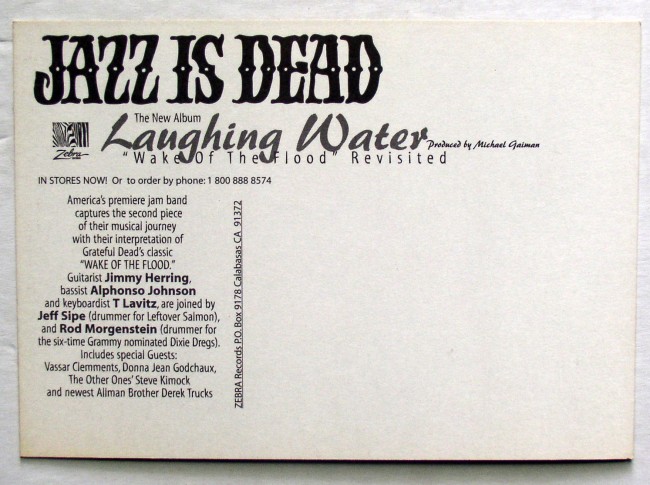 JAZZ IS DEAD
The New Album
Zebra
Laughing Water
Produced by Michael Gaiman
"Wake Of The Flood" Revisited
IN STORES NOW! Or to order by phone: 1 800 888 8574
America's premiere jam band
captures the second piece
of their musical journey
with their interpretation of
Grateful Dead's classic
"WAKE OF THE FLOOD."
Guitarist Jimmy Herring,
bassist Alphonso Johnson
and keyboardist T Lavitz, are joined by
Jeff Sipe (drummer for Leftover Salmon),
and Rod Morgenstein (drummer for
the six-time Grammy nominated Dixie Dregs).
Includes special Guests:
Vassar Clemments, Donna Jean Godchaux,
The Other Ones' Steve Kimock
and newest Allman Brother Derek Trucks
ZEBRA Records P.O. Box 9178 Calabasas CA 91372